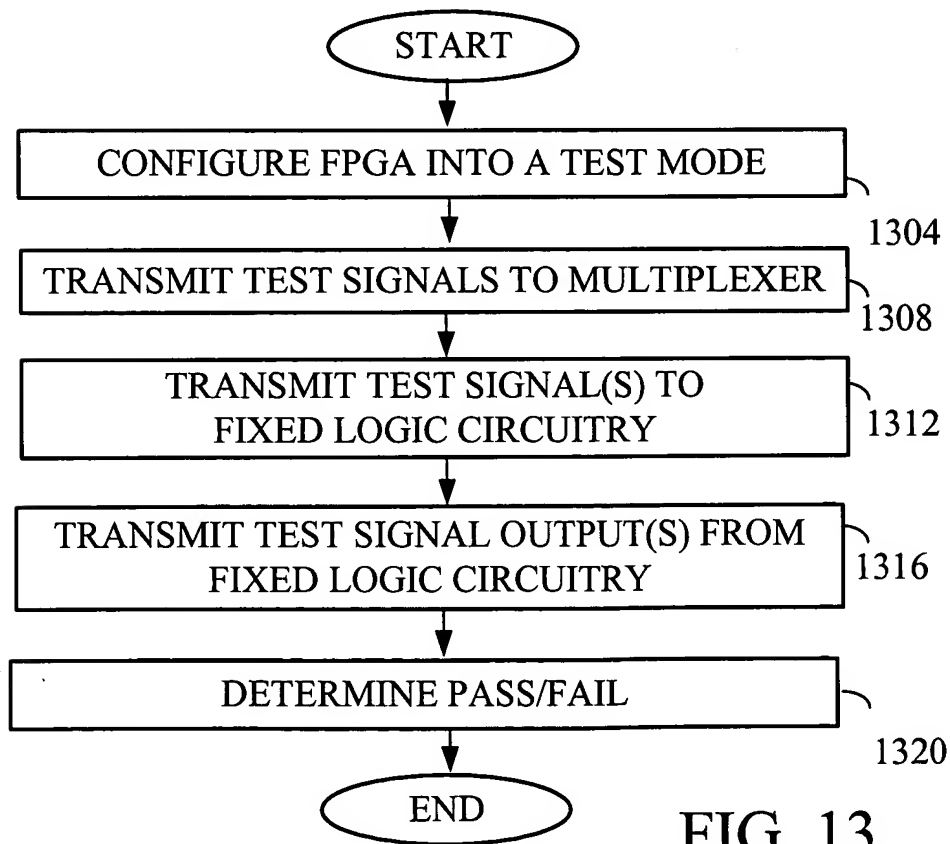 START
CONFIGURE FPGA INTO A TEST MODE
1304
TRANSMIT TEST SIGNALS TO MULTIPLEXER
1308
TRANSMIT TEST SIGNAL(S) TO
FIXED LOGIC CIRCUITRY
1312
TRANSMIT TEST SIGNAL OUTPUT(S) FROM
FIXED LOGIC CIRCUITRY
1316
DETERMINE PASS/FAIL
1320
END
FIG. 13